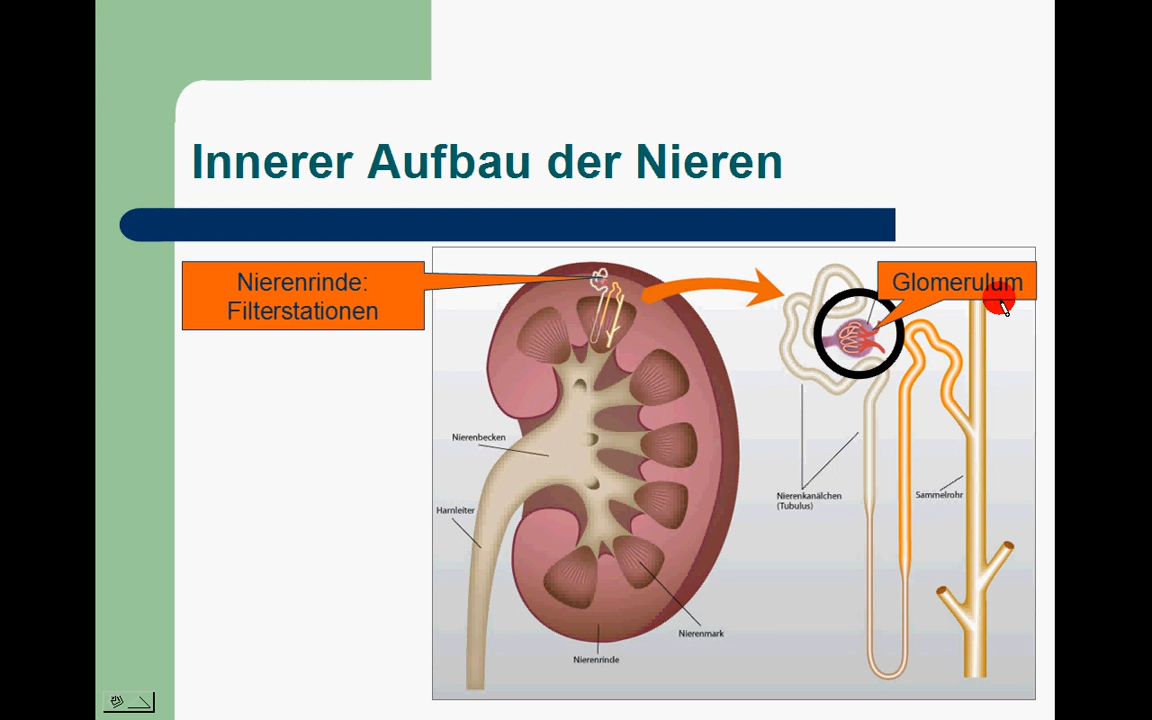 Innerer Aufbau der Nieren
Nierenrinde:
Filterstationen
Glomerulum
Nierenbecken
Harnleiter
Nierenkanälchen
(Tubulus)
Sammelrohr
Nierenmark
Nierenrinde